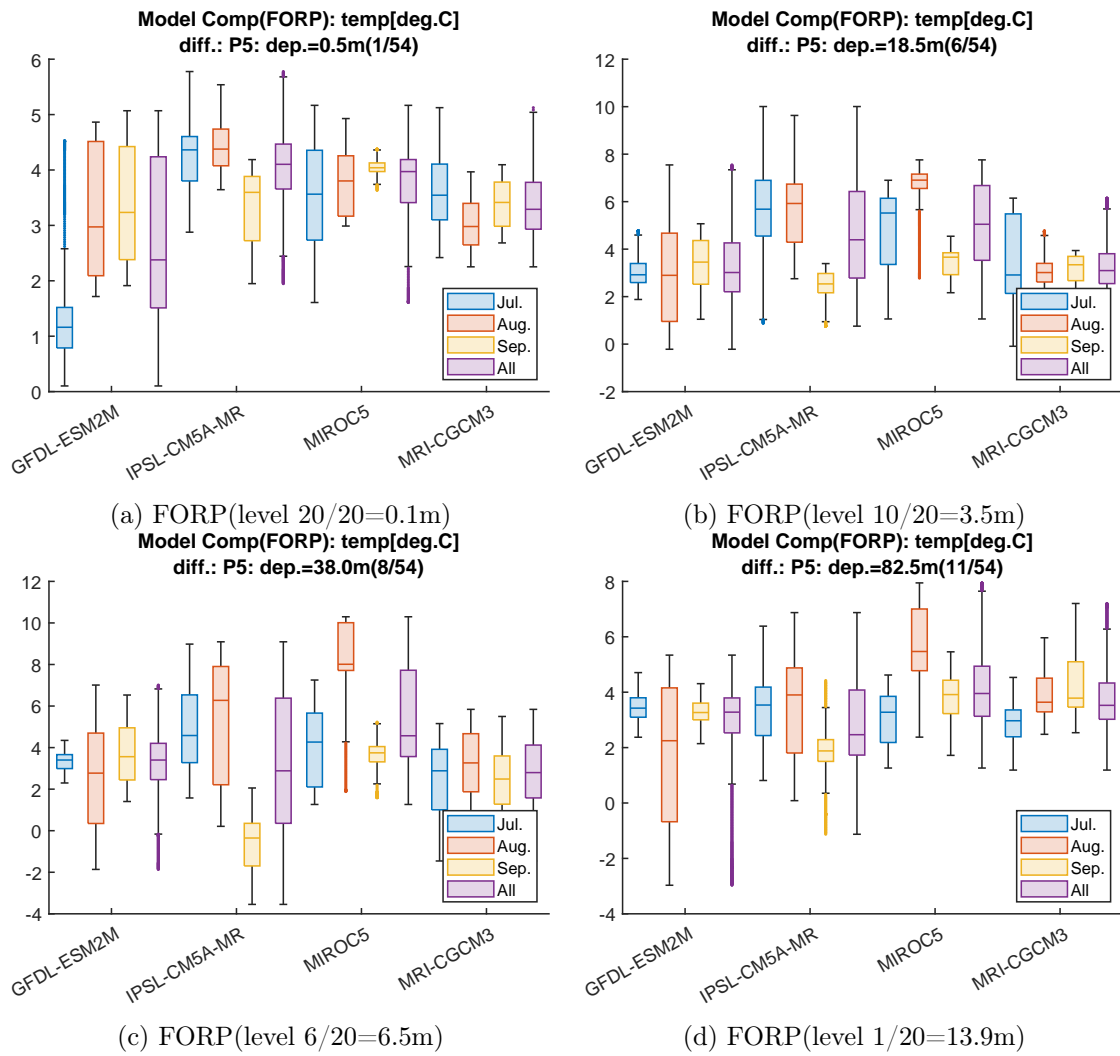 Model Comp(FORP): temp[deg.C]
diff.: P5: dep.=0.5m(1/54)
6
5
4
3
2
1
0
Jul.
Aug.
Sep.
All
GFDL-ESM2M
IPSL-CM5A-MR
MIROC5
MRI-CGCM3
(a) FORP(level 20/20=0.1m)
Model Comp(FORP): temp[deg.C]
diff.: P5: dep.=18.5m(6/54)
12
10
8
6
4
2
0
-2
Jul.
Aug.
Sep.
All
GFDL-ESM2M
IPSL-CM5A-MR
MIROC5
MRI-CGCM3
(b) FORP(level 10/20=3.5m)
Model Comp(FORP): temp[deg.C]
diff.: P5: dep.=38.0m(8/54)
12
10
8
6
4
2
0
-2
-4
Jul.
Aug.
Sep.
All
GFDL-ESM2M
IPSL-CM5A-MR
MIROC5
MRI-CGCM3
(c) FORP(level 6/20=6.5m)
Model Comp(FORP): temp[deg.C]
diff.: P5: dep.=82.5m(11/54)
8
6
4
2
0
-2
-4
Jul.
Aug.
Sep.
All
GFDL-ESM2M
IPSL-CM5A-MR
MIROC5
MRI-CGCM3
(d) FORP(level 1/20=13.9m)